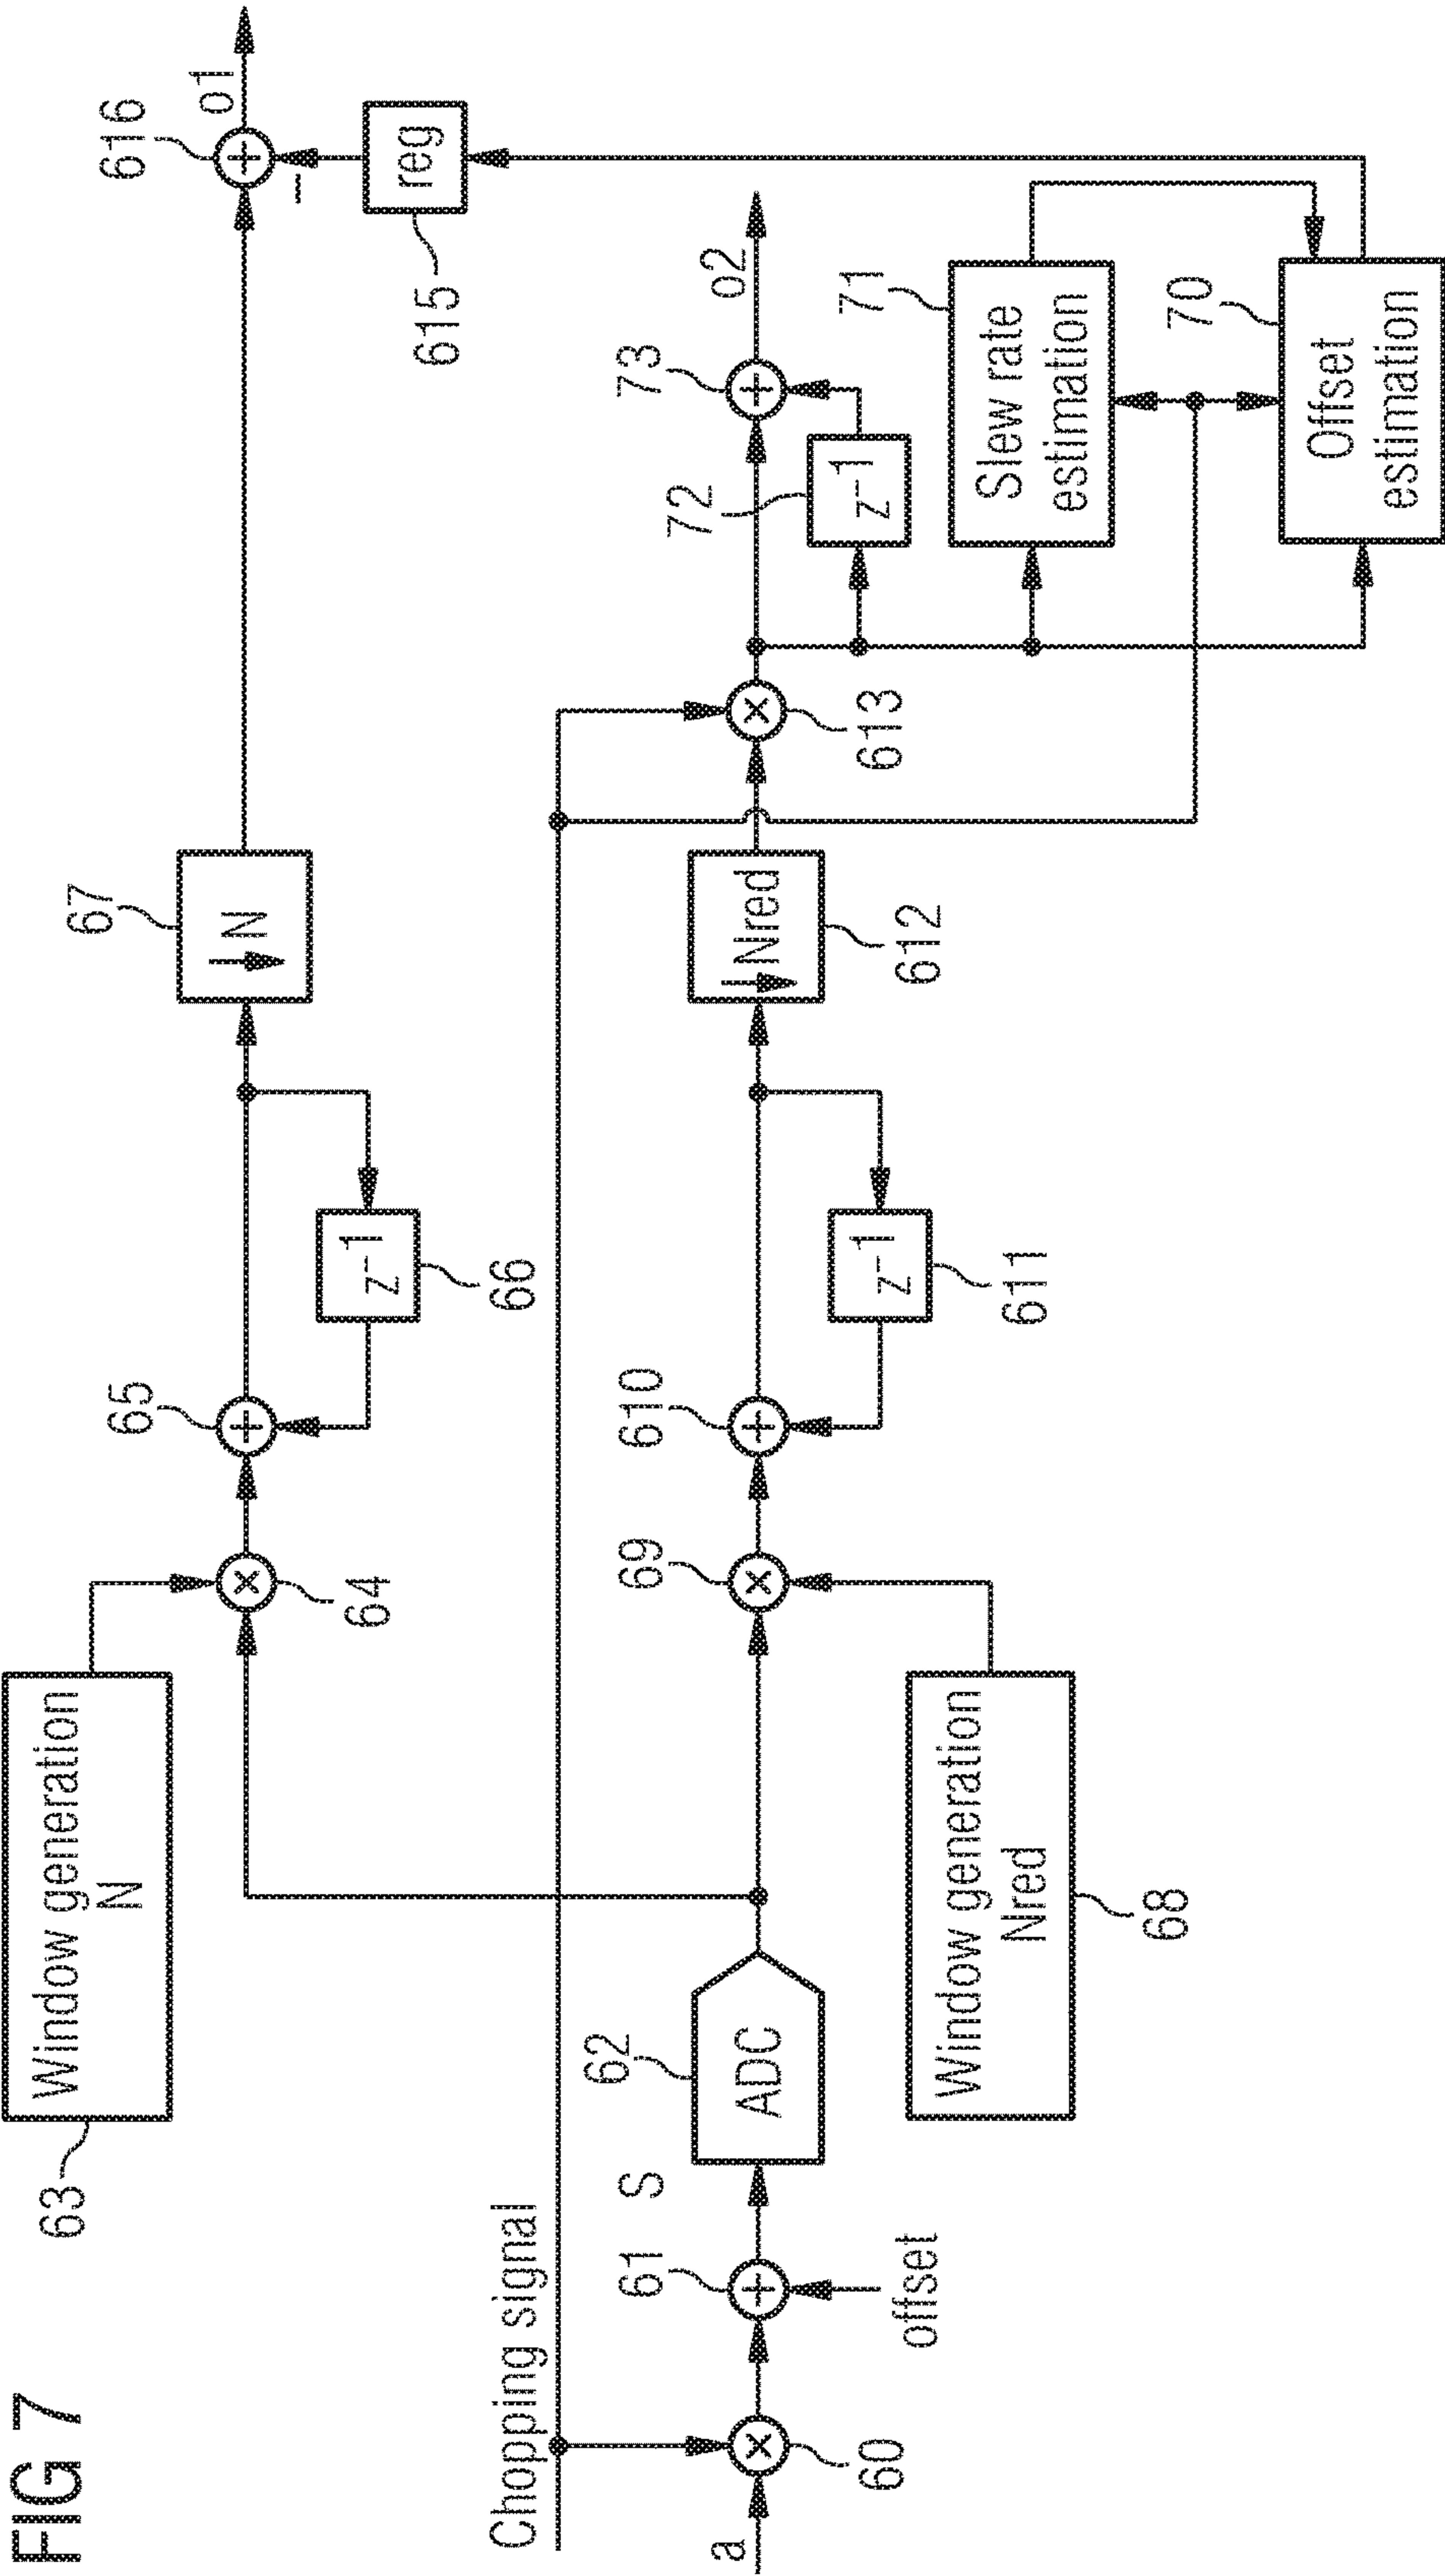 FIG 7
63
Window generation
N
64
65
z⁻¹
66
67
↓N
616
o1
–
reg
615
Chopping signal
a
60
61
offset
S
62
ADC
Window generation
Nred
68
69
610
z⁻¹
611
↓Nred
612
613
72
z⁻¹
73
o2
71
Slew rate
estimation
70
Offset
estimation